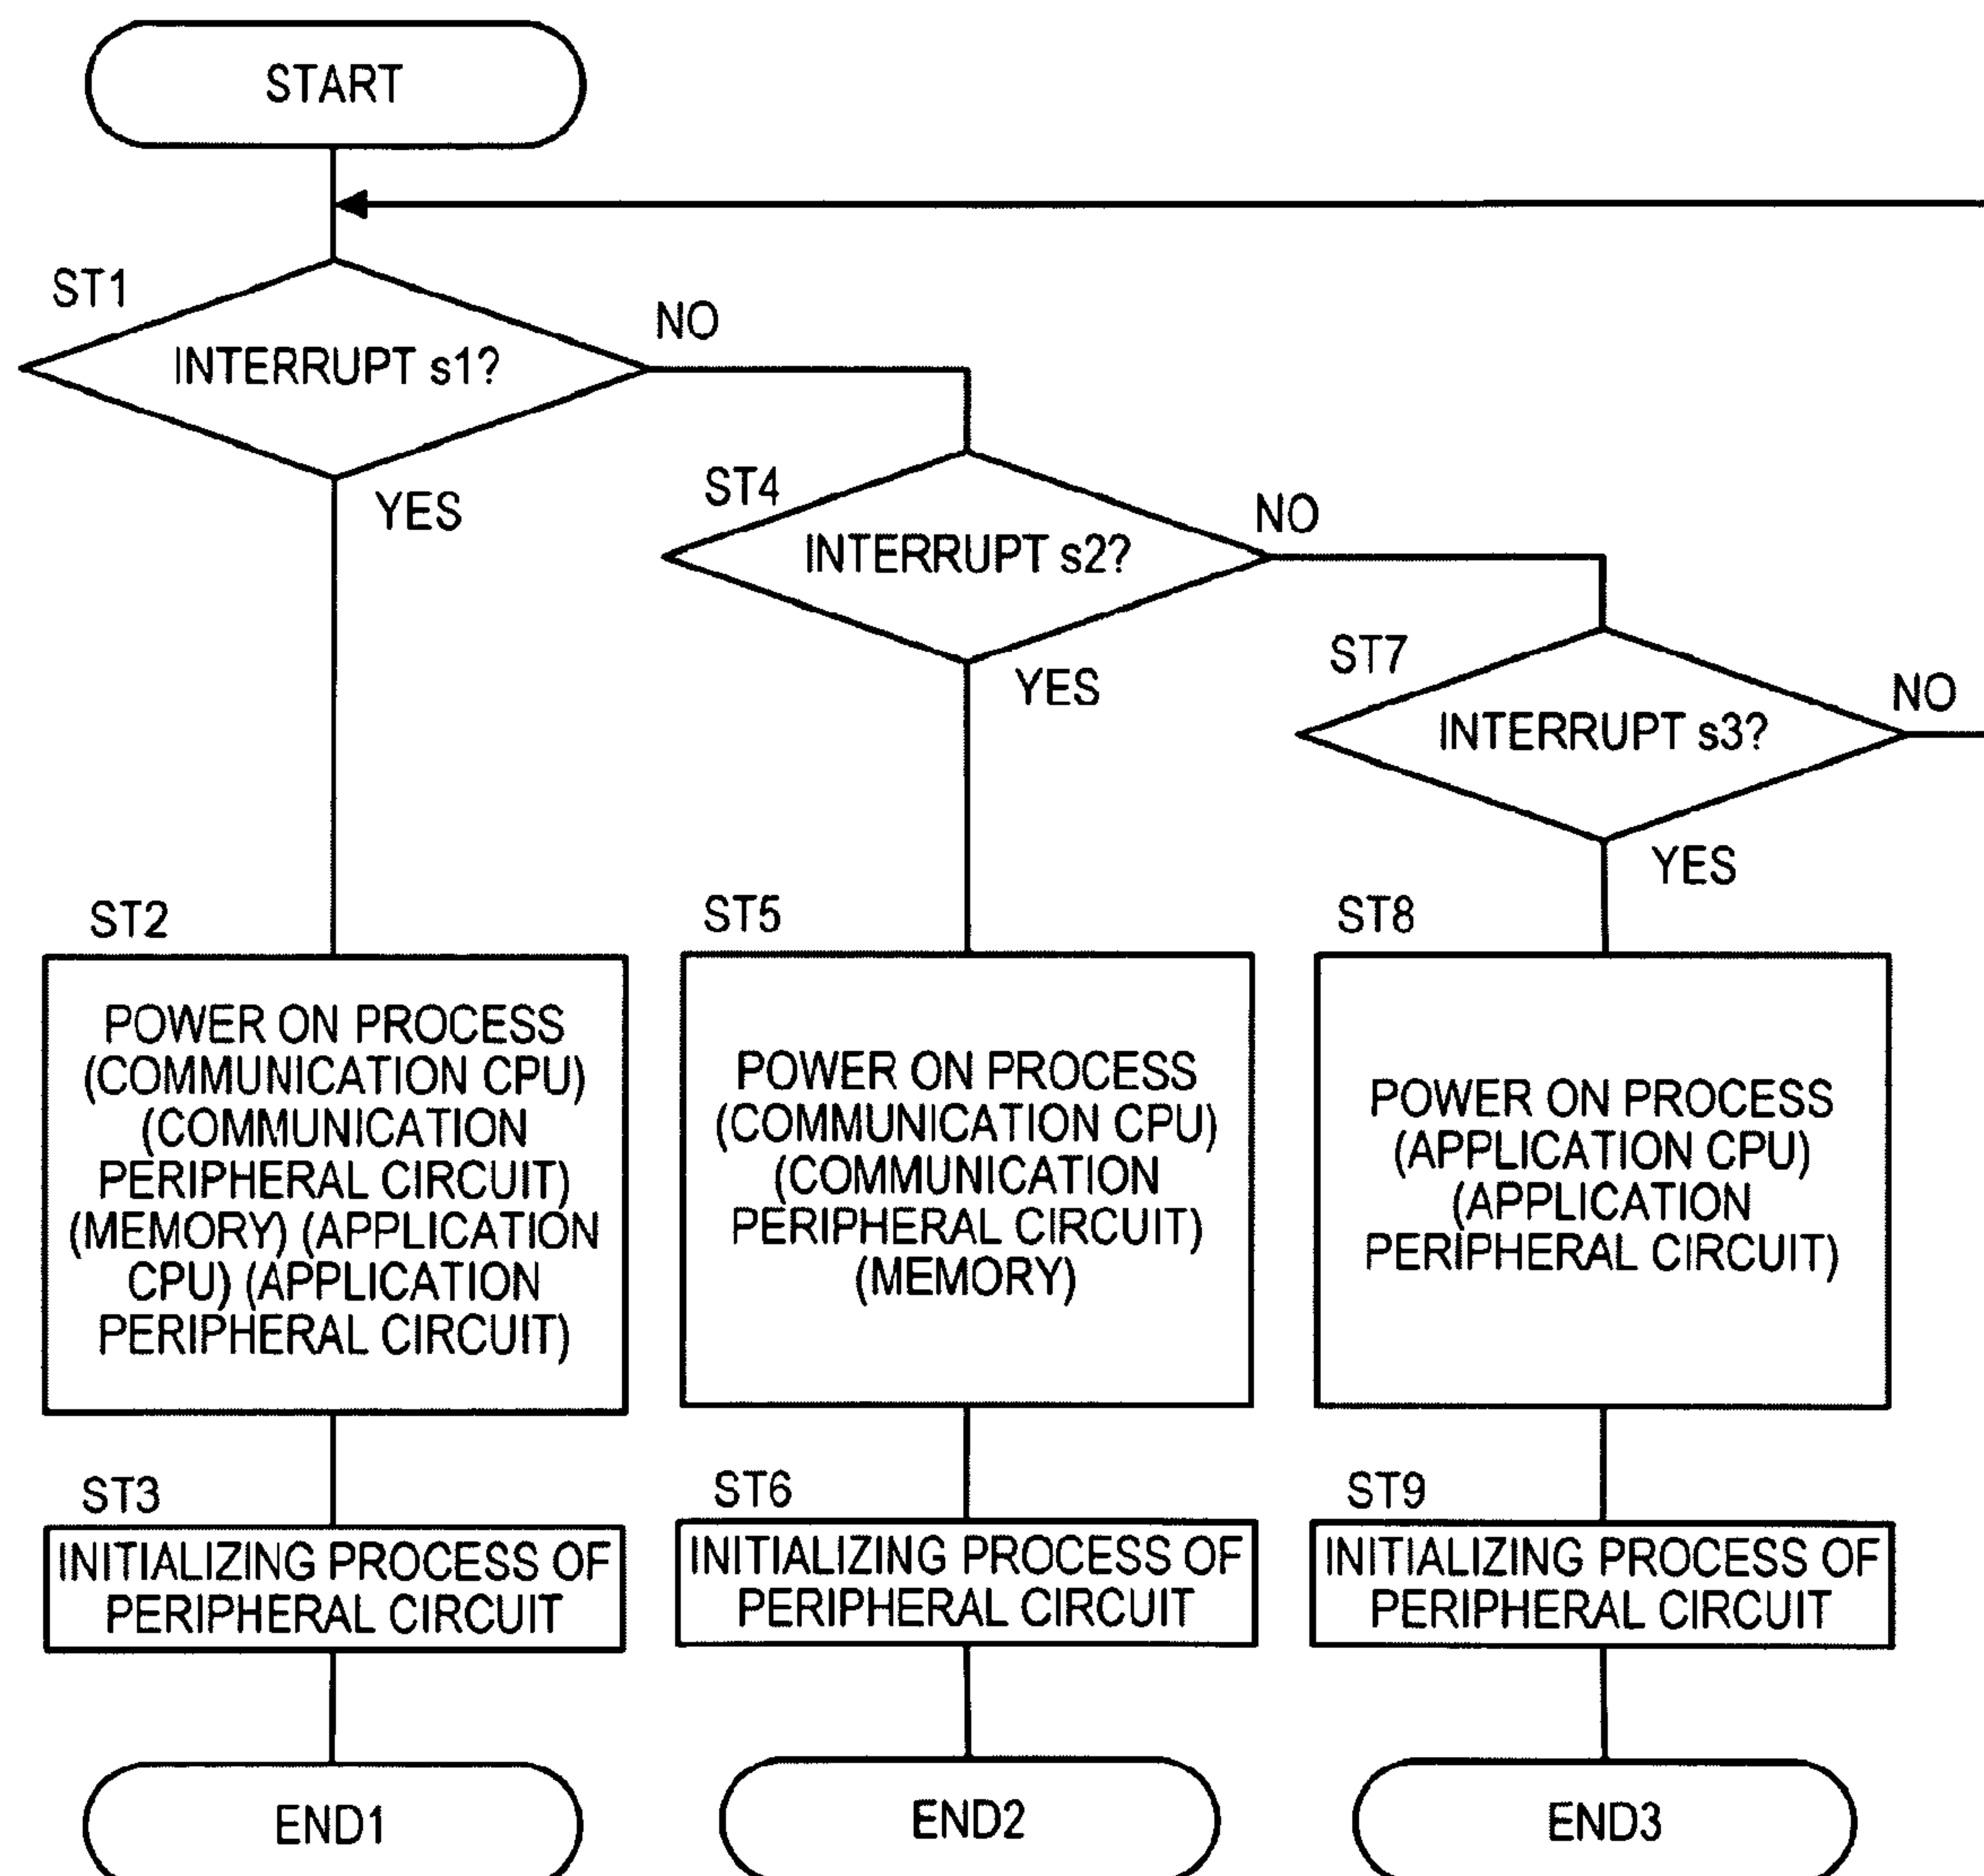 START
ST1
INTERRUPT s1?
NO
YES
ST4
INTERRUPT s2?
NO
YES
ST7
INTERRUPT s3?
NO
YES
ST2
POWER ON PROCESS
(COMMUNICATION CPU)
(COMMUNICATION
PERIPHERAL CIRCUIT)
(MEMORY) (APPLICATION
CPU) (APPLICATION
PERIPHERAL CIRCUIT)
ST5
POWER ON PROCESS
(COMMUNICATION CPU)
(COMMUNICATION
PERIPHERAL CIRCUIT)
(MEMORY)
ST8
POWER ON PROCESS
(APPLICATION CPU)
(APPLICATION
PERIPHERAL CIRCUIT)
ST3
INITIALIZING PROCESS OF
PERIPHERAL CIRCUIT
ST6
INITIALIZING PROCESS OF
PERIPHERAL CIRCUIT
ST9
INITIALIZING PROCESS OF
PERIPHERAL CIRCUIT
END1
END2
END3